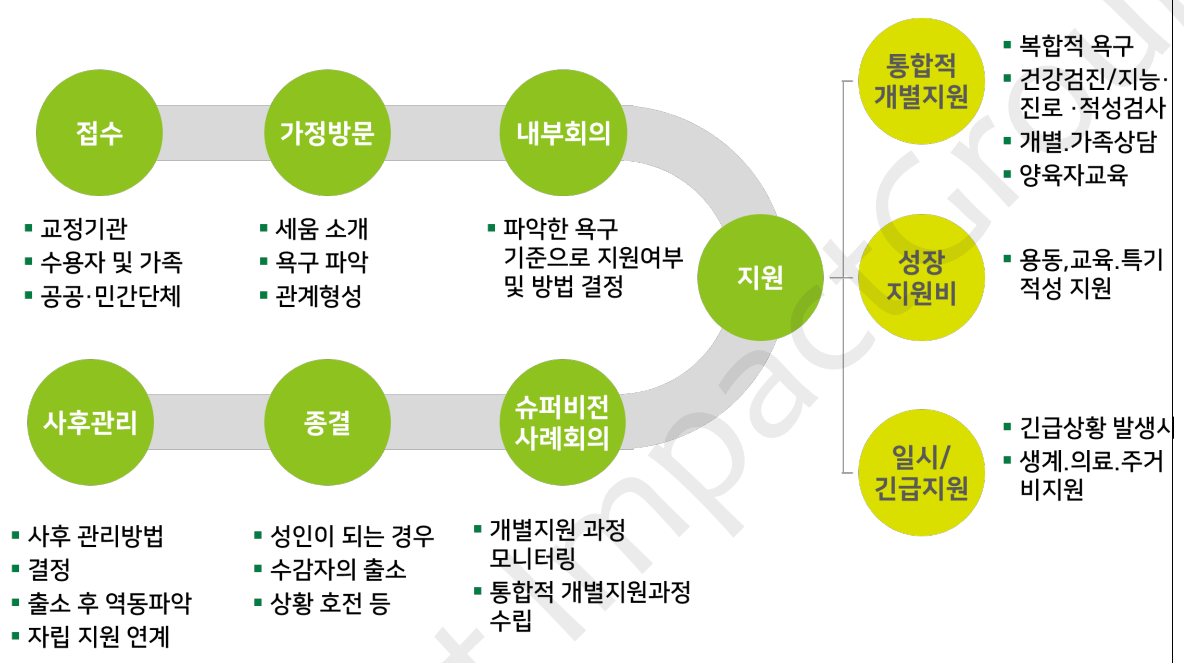 접수
■ 교정기관
■ 수용자 및 가족
■ 공공·민간단체
가정방문
■ 세움 소개
■ 욕구 파악
■ 관계형성
내부회의
■ 파악한 욕구
기준으로 지원여부
및 방법 결정
지원
통합적
개별지원
■ 복합적 욕구
■ 건강검진/지능·
진로 ·적성검사
■ 개별.가족상담
■ 양육자교육
성장
지원비
■ 용동,교육.특기
적성 지원
일시/
긴급지원
■ 긴급상황 발생시
■ 생계.의료.주거
비지원
슈퍼비전
사례회의
■ 개별지원 과정
모니터링
■ 통합적 개별지원과정
수립
종결
■ 성인이 되는 경우
■ 수감자의 출소
■ 상황 호전 등
사후관리
■ 사후 관리방법
■ 결정
■ 출소 후 역동파악
■ 자립 지원 연계
t ImpactGrou